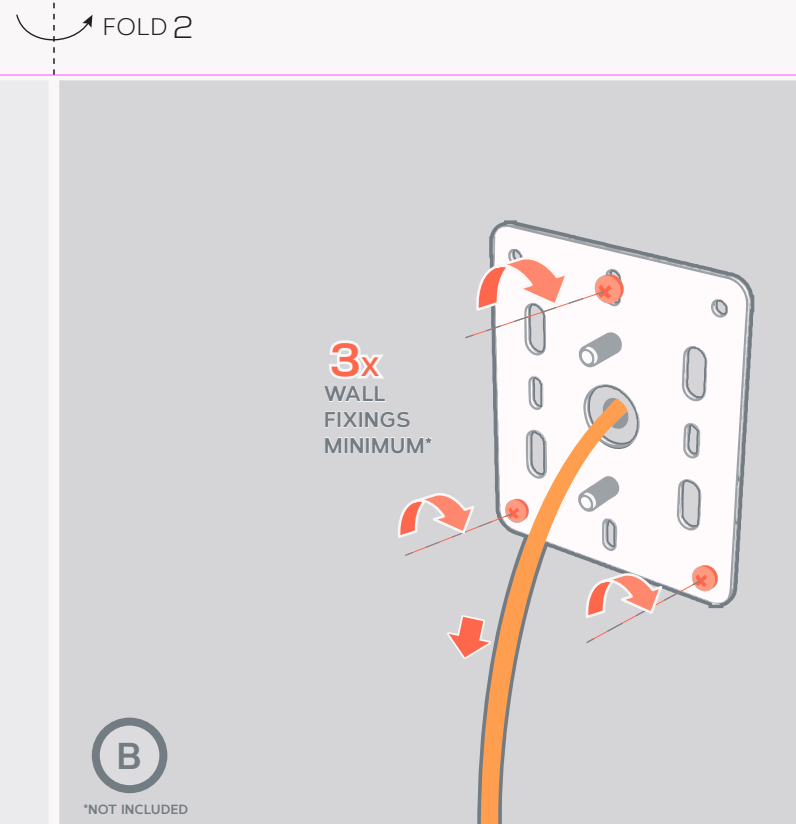 FOLD 2
3x
WALL
FIXINGS
MINIMUM*
B
*NOT INCLUDED